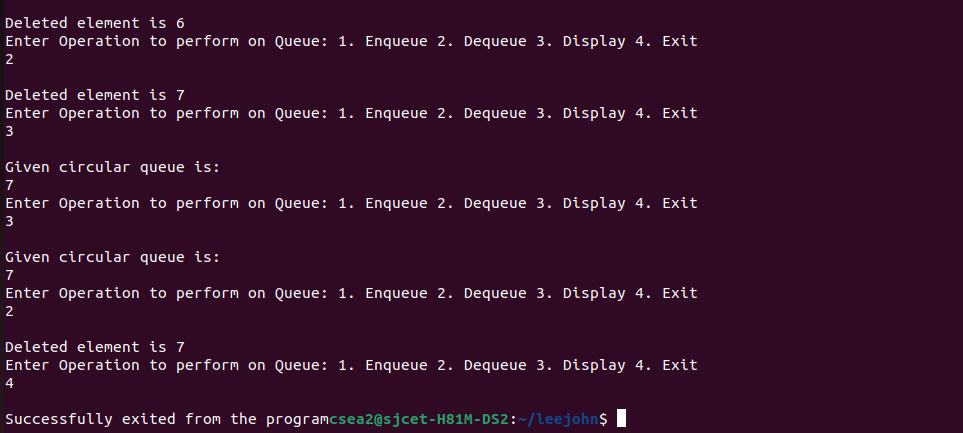 Deleted element is 6
Enter Operation to perform on Queue: 1. Enqueue 2. Dequeue 3. Display 4. Exit
2
Deleted element is 7
Enter Operation to perform on Queue: 1. Enqueue 2. Dequeue 3. Display 4. Exit
3
Given circular queue is:
7
Enter Operation to perform on Queue: 1. Enqueue 2. Dequeue 3. Display 4. Exit
3
Given circular queue is:
7
Enter Operation to perform on Queue: 1. Enqueue 2. Dequeue 3. Display 4. Exit
2
Deleted element is 7
Enter Operation to perform on Queue: 1. Enqueue 2. Dequeue 3. Display 4. Exit
4
Successfully exited from the programcsea2@sjcet-H81M-DS2:~/leejohn$